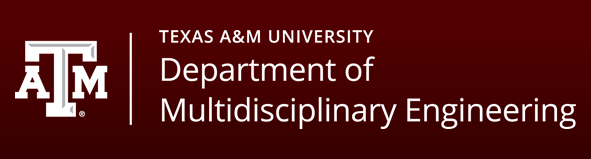 ATM®
TEXAS A&M UNIVERSITY
Department of
Multidisciplinary Engineering